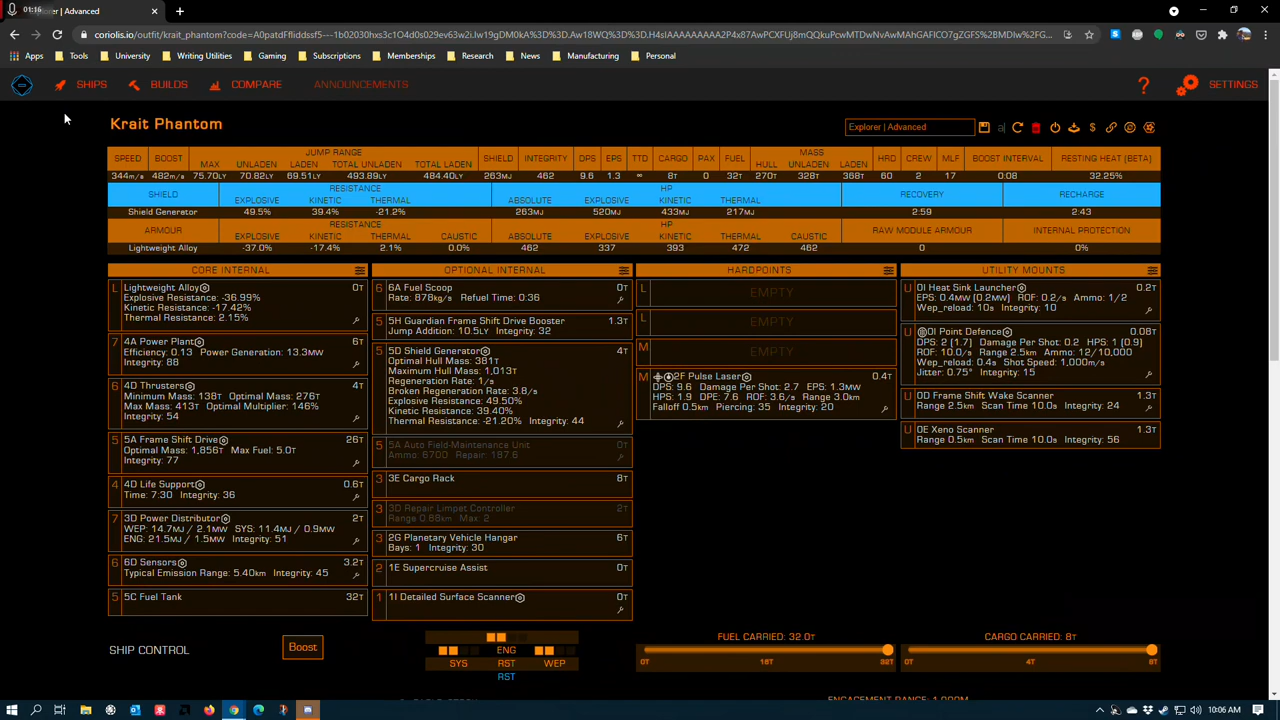 01:16
| Advanced
coriolis.io/outfit/krait_phantom?code=
Apps Tools University Writing Utilities Gaming Subscriptions Memberships Research News Manufacturing Personal
SHIPS BUILDS COMPARE ANNOUNCEMENTS SETTINGS
Krait Phantom
Explorer | Advanced
SPEED BOOST JUMP RANGE SHIELD INTEGRITY DPS EPS TTD CARGO PAX FUEL MASS HRD CREW MLF BOOST INTERVAL RESTING HEAT (BETA)
MAX UNLADEN LADEN TOTAL UNLADEN TOTAL LADEN HULL UNLADEN LADEN
344m/s 482m/s 75.70LY 70.82LY 69.51LY 493.89LY 484.40LY 263MJ 462 9.6 1.3 ∞ 8T 0 32T 270T 328T 368T 60 2 17 0:08 32.25%
SHIELD RESISTANCE HP RECOVERY RECHARGE
EXPLOSIVE KINETIC THERMAL ABSOLUTE EXPLOSIVE KINETIC THERMAL
Shield Generator 49.5% 39.4% -21.2% 263MJ 520MJ 433MJ 217MJ 2:59 2:43
ARMOUR RESISTANCE HP RAW MODULE ARMOUR INTERNAL PROTECTION
EXPLOSIVE KINETIC THERMAL CAUSTIC ABSOLUTE EXPLOSIVE KINETIC THERMAL CAUSTIC
Lightweight Alloy -37.0% -17.4% 2.1% 0.0% 462 337 393 472 462 0 0%
CORE INTERNAL
L Lightweight Alloy 0T
Explosive Resistance: -36.99%
Kinetic Resistance: -17.42%
Thermal Resistance: 2.15%
7 4A Power Plant 6T
Efficiency: 0.13 Power Generation: 13.3MW
Integrity: 88
6 4D Thrusters 4T
Minimum Mass: 138T Optimal Mass: 276T
Max Mass: 413T Optimal Multiplier: 146%
Integrity: 54
5 5A Frame Shift Drive 26T
Optimal Mass: 1,856T Max Fuel: 5.0T
Integrity: 77
4 4D Life Support 0.6T
Time: 7:30 Integrity: 36
7 3D Power Distributor 2T
WEP: 14.7MJ / 2.1MW SYS: 11.4MJ / 0.9MW
ENG: 21.5MJ / 1.5MW Integrity: 51
6 6D Sensors 3.2T
Typical Emission Range: 5.40km Integrity: 45
5 5C Fuel Tank 32T
OPTIONAL INTERNAL
6 6A Fuel Scoop 0T
Rate: 878kg/s Refuel Time: 0:36
5 5H Guardian Frame Shift Drive Booster 1.3T
Jump Addition: 10.5LY Integrity: 32
5 5D Shield Generator 4T
Optimal Hull Mass: 381T
Maximum Hull Mass: 1,013T
Regeneration Rate: 1/s
Broken Regeneration Rate: 3.8/s
Explosive Resistance: 49.50%
Kinetic Resistance: 39.40%
Thermal Resistance: -21.20% Integrity: 44
5 5A Auto Field-Maintenance Unit 0T
Ammo: 6700 Repair: 187.6
3 3E Cargo Rack 8T
3 3D Repair Limpet Controller 2T
Range 0.88km Max: 2
3 2G Planetary Vehicle Hangar 6T
Bays: 1 Integrity: 30
2 1E Supercruise Assist 0T
1 1I Detailed Surface Scanner 0T
HARDPOINTS
L EMPTY
L EMPTY
M EMPTY
M 2F Pulse Laser 0.4T
DPS: 9.6 Damage Per Shot: 2.7 EPS: 1.3MW
HPS: 1.9 DPE: 7.6 ROF: 3.6/s Range 3.0km
Falloff 0.5km Piercing: 35 Integrity: 20
UTILITY MOUNTS
U 0I Heat Sink Launcher 0.2T
EPS: 0.4MW [0.2MW] ROF: 0.2/s Ammo: 1/2
Wep_reload: 10s Integrity: 10
U 0I Point Defence 0.08T
DPS: 2 [1.7] Damage Per Shot: 0.2 HPS: 1 [0.9]
ROF: 10.0/s Range 2.5km Ammo: 12/10,000
Wep_reload: 0.4s Shot Speed: 1,000m/s
Jitter: 0.75° Integrity: 15
U 0D Frame Shift Wake Scanner 1.3T
Range 2.5km Scan Time 10.0s Integrity: 24
U 0E Xeno Scanner 1.3T
Range 0.5km Scan Time 10.0s Integrity: 56
SHIP CONTROL
Boost
ENG
SYS RST WEP
RST
FUEL CARRIED: 32.0T
0T 16T 32T
CARGO CARRIED: 8T
0T 4T 8T
ENGAGEMENT RANGE: 1,000M
10:06 AM